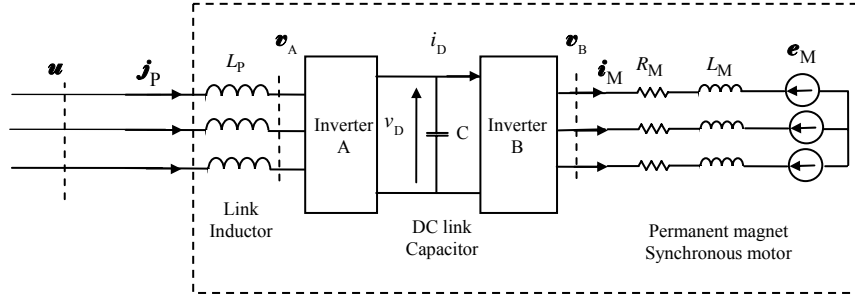 u
j_P
L_P
v_A
i_D
v_B
i_M
R_M
L_M
e_M
Inverter
A
v_D
C
Inverter
B
Link
Inductor
DC link
Capacitor
Permanent magnet
Synchronous motor